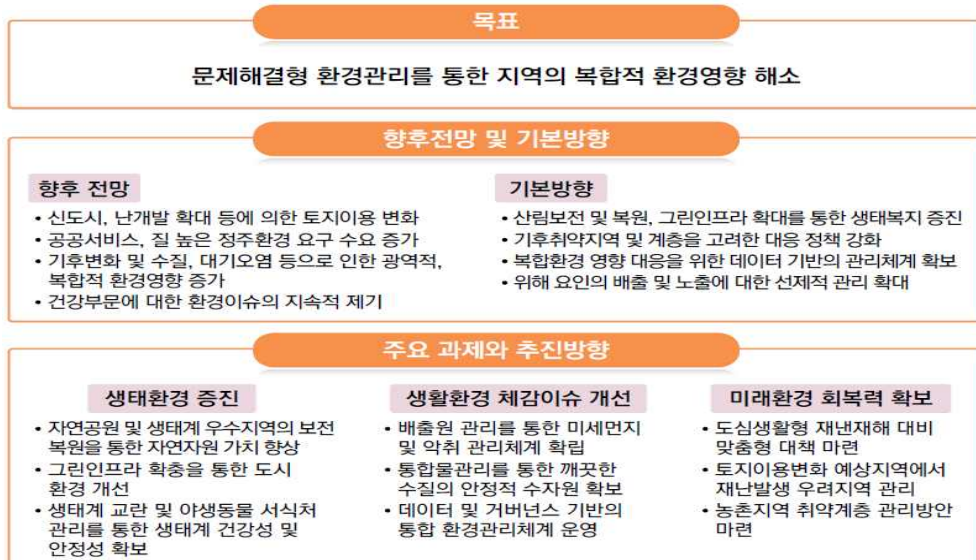 목표
문제해결형 환경관리를 통한 지역의 복합적 환경영향 해소
향후전망 및 기본방향
향후 전망
• 신도시, 난개발 확대 등에 의한 토지이용 변화
• 공공서비스, 질 높은 정주환경 요구 수요 증가
• 기후변화 및 수질, 대기오염 등으로 인한 광역적,
복합적 환경영향 증가
• 건강부문에 대한 환경이슈의 지속적 제기
기본방향
• 산림보전 및 복원, 그린인프라 확대를 통한 생태복지 증진
• 기후취약지역 및 계층을 고려한 대응 정책 강화
• 복합환경 영향 대응을 위한 데이터 기반의 관리체계 확보
• 위해 요인의 배출 및 노출에 대한 선제적 관리 확대
주요 과제와 추진방향
생태환경 증진
• 자연공원 및 생태계 우수지역의 보전
복원을 통한 자연자원 가치 향상
• 그린인프라 확충을 통한 도시
환경 개선
• 생태계 교란 및 야생동물 서식처
관리를 통한 생태계 건강성 및
안정성 확보
생활환경 체감이슈 개선
• 배출원 관리를 통한 미세먼지
및 악취 관리체계 확립
• 통합물관리를 통한 깨끗한
수질의 안정적 수자원 확보
• 데이터 및 거버넌스 기반의
통합 환경관리체계 운영
미래환경 회복력 확보
• 도심생활형 재낸재해 대비
맞춤형 대책 마련
• 토지이용변화 예상지역에서
재난발생 우려지역 관리
• 농촌지역 취약계층 관리방안
마련